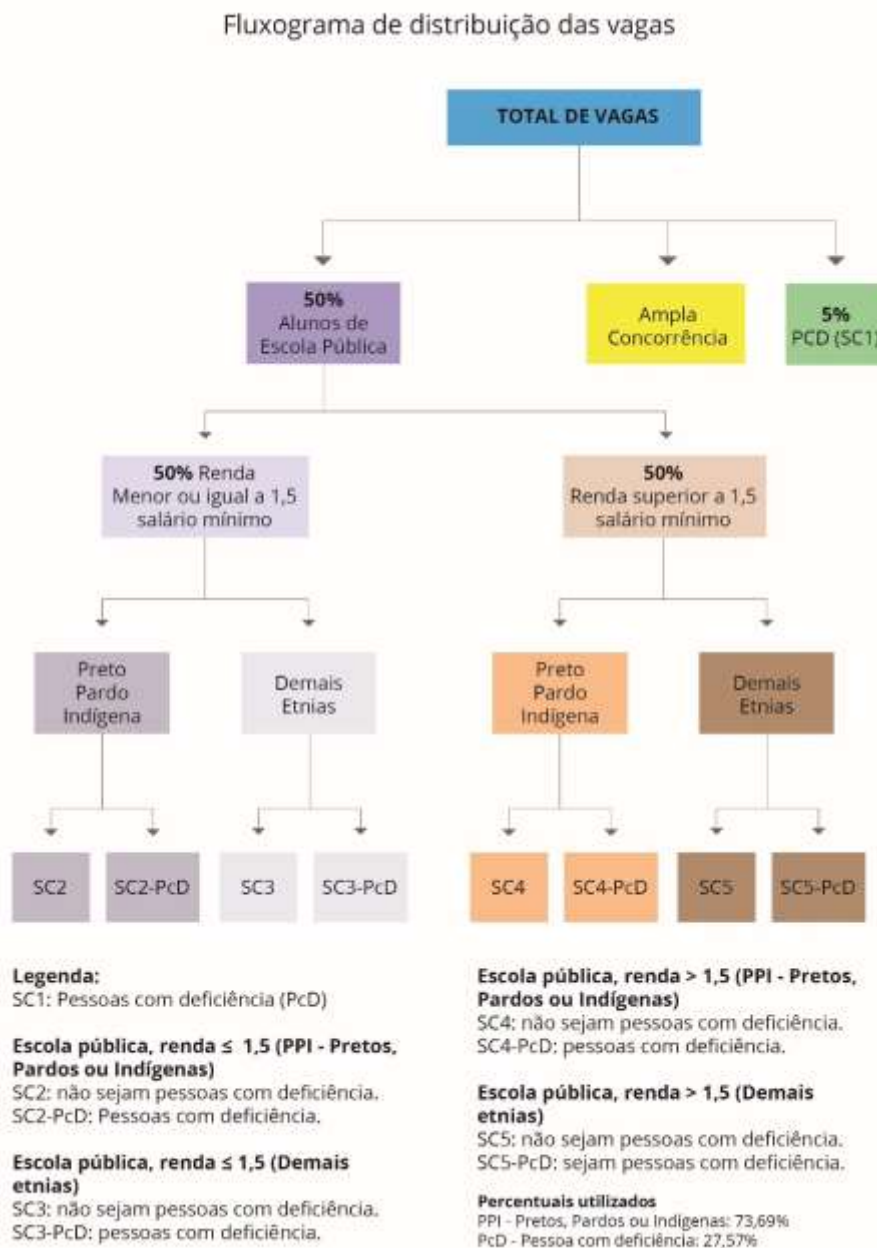 Fluxograma de distribuição das vagas
TOTAL DE VAGAS
50%
Alunos de
Escola Pública
Ampla
Concorrência
5%
PCD (SC1)
50% Renda
Menor ou igual a 1,5
salário mínimo
50%
Renda superior a 1,5
salário mínimo
Preto
Pardo
Indígena
Demais
Etnias
Preto
Pardo
Indígena
Demais
Etnias
SC2
SC2-PcD
SC3
SC3-PcD
SC4
SC4-PcD
SC5
SC5-PcD
Legenda:
SC1: Pessoas com deficiência (PcD)
Escola pública, renda ≤ 1,5 (PPI - Pretos,
Pardos ou Indígenas)
SC2: não sejam pessoas com deficiência.
SC2-PcD: Pessoas com deficiência.
Escola pública, renda ≤ 1,5 (Demais
etnias)
SC3: não sejam pessoas com deficiência.
SC3-PcD: pessoas com deficiência.
Escola pública, renda > 1,5 (PPI - Pretos,
Pardos ou Indígenas)
SC4: não sejam pessoas com deficiência.
SC4-PcD: pessoas com deficiência.
Escola pública, renda > 1,5 (Demais
etnias)
SC5: não sejam pessoas com deficiência.
SC5-PcD: sejam pessoas com deficiência.
Percentuais utilizados
PPI - Pretos, Pardos ou Indígenas: 73,69%
PcD - Pessoa com deficiência: 27,57%